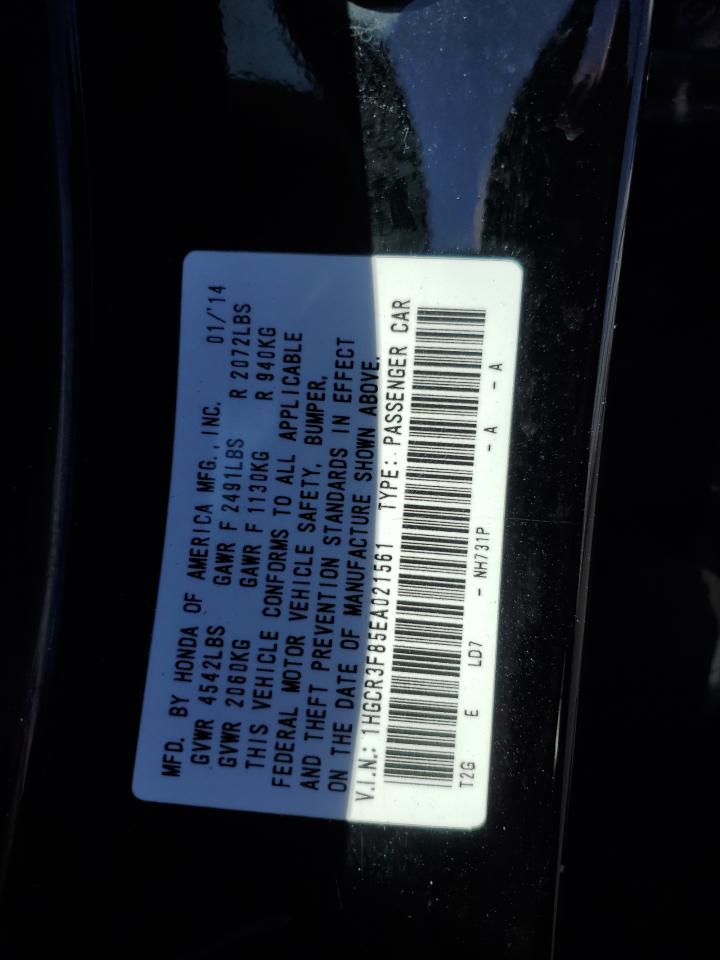 MFD. BY HONDA OF AMERICA MFG., INC. 01/'14
GVWR 4542LBS GAWR F 2491LBS R 2072LBS
GVWR 2060KG GAWR F 1130KG R 940KG
THIS VEHICLE CONFORMS TO ALL APPLICABLE
FEDERAL MOTOR VEHICLE SAFETY, BUMPER,
AND THEFT PREVENTION STANDARDS IN EFFECT
ON THE DATE OF MANUFACTURE SHOWN ABOVE.
V.I.N.: 1HGCR3F85EA021561 TYPE: PASSENGER CAR
T2G E LD7 - NH731P - A - A